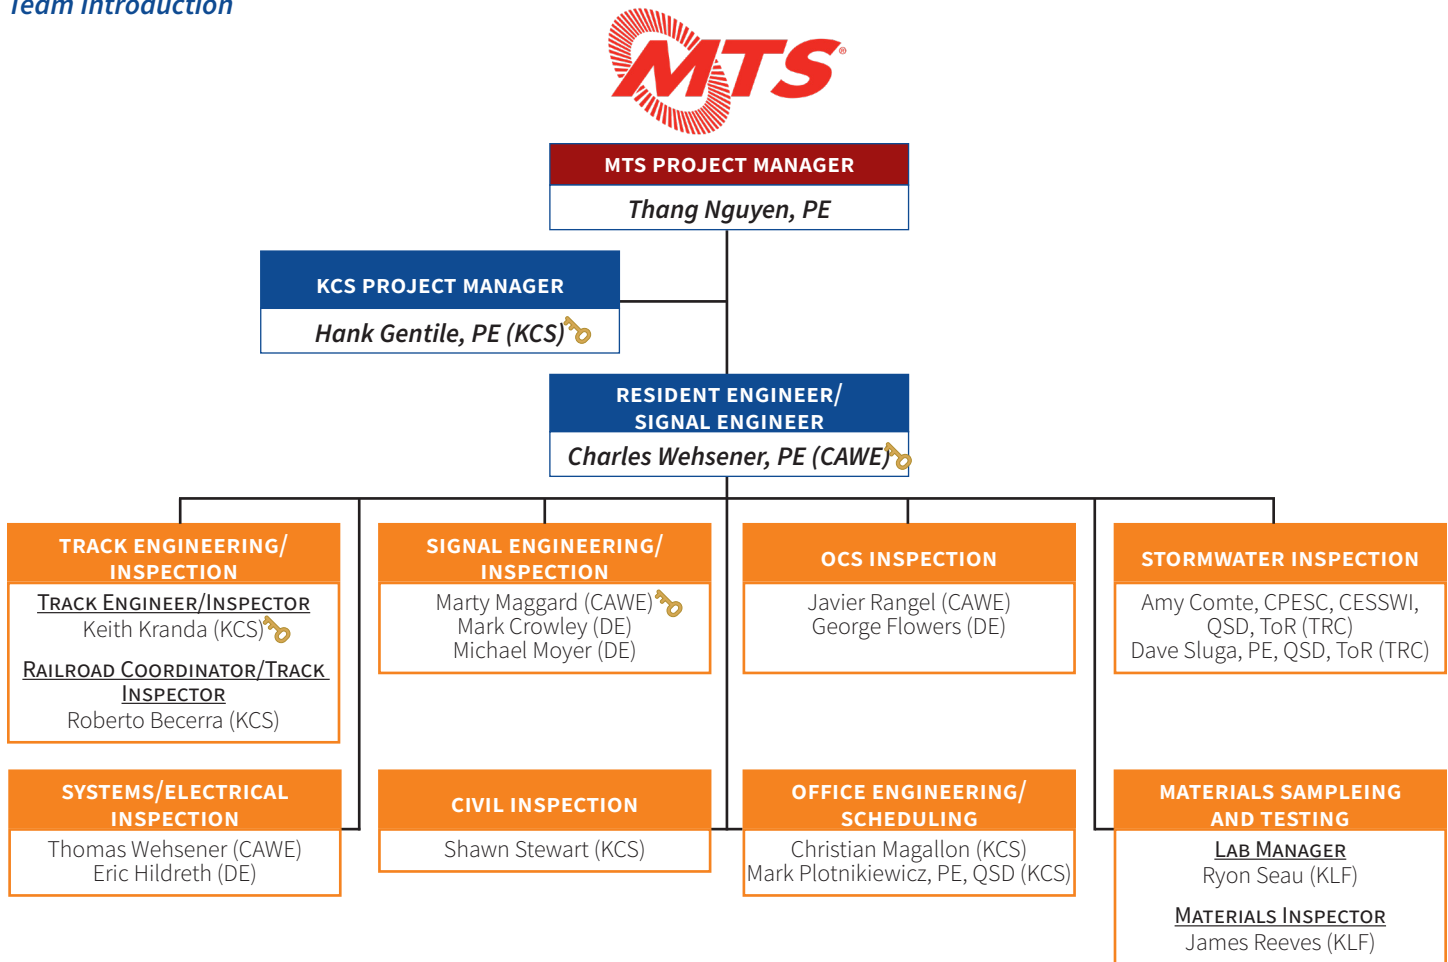 Team Introduction
MTS®
MTS PROJECT MANAGER
Thang Nguyen, PE
KCS PROJECT MANAGER
Hank Gentile, PE (KCS)
RESIDENT ENGINEER/
SIGNAL ENGINEER
Charles Wehsener, PE (CAWE)
TRACK ENGINEERING/
INSPECTION
TRACK ENGINEER/INSPECTOR
Keith Kranda (KCS)
RAILROAD COORDINATOR/TRACK
INSPECTOR
Roberto Becerra (KCS)
SIGNAL ENGINEERING/
INSPECTION
Marty Maggard (CAWE)
Mark Crowley (DE)
Michael Moyer (DE)
OCS INSPECTION
Javier Rangel (CAWE)
George Flowers (DE)
STORMWATER INSPECTION
Amy Comte, CPESC, CESSWI,
QSD, ToR (TRC)
Dave Sluga, PE, QSD, ToR (TRC)
SYSTEMS/ELECTRICAL
INSPECTION
Thomas Wehsener (CAWE)
Eric Hildreth (DE)
CIVIL INSPECTION
Shawn Stewart (KCS)
OFFICE ENGINEERING/
SCHEDULING
Christian Magallon (KCS)
Mark Plotnikiewicz, PE, QSD (KCS)
MATERIALS SAMPLEING
AND TESTING
LAB MANAGER
Ryon Seau (KLF)
MATERIALS INSPECTOR
James Reeves (KLF)